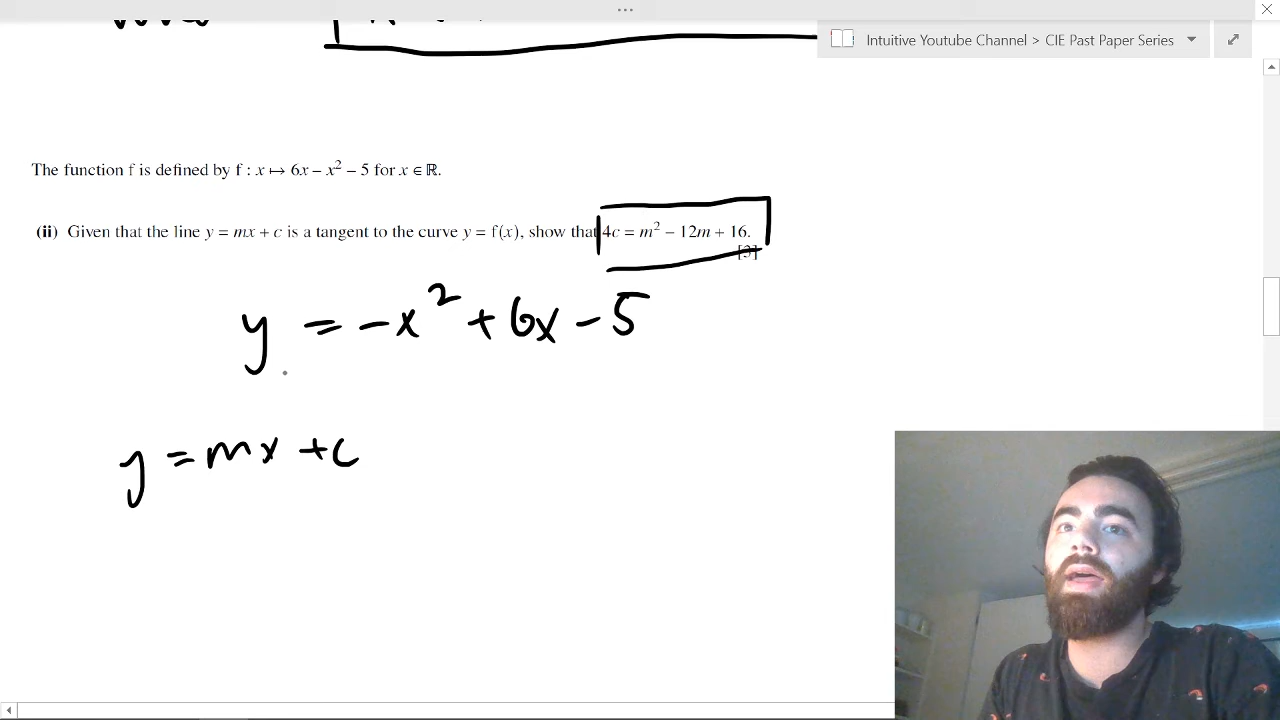 Intuitive Youtube Channel > CIE Past Paper Series
The function f is defined by f : x ↦ 6x − x² − 5 for x ∈ ℝ.
(ii) Given that the line y = mx + c is a tangent to the curve y = f(x), show that 4c = m² − 12m + 16.
[3]
y = -x² + 6x - 5
y = mx + c